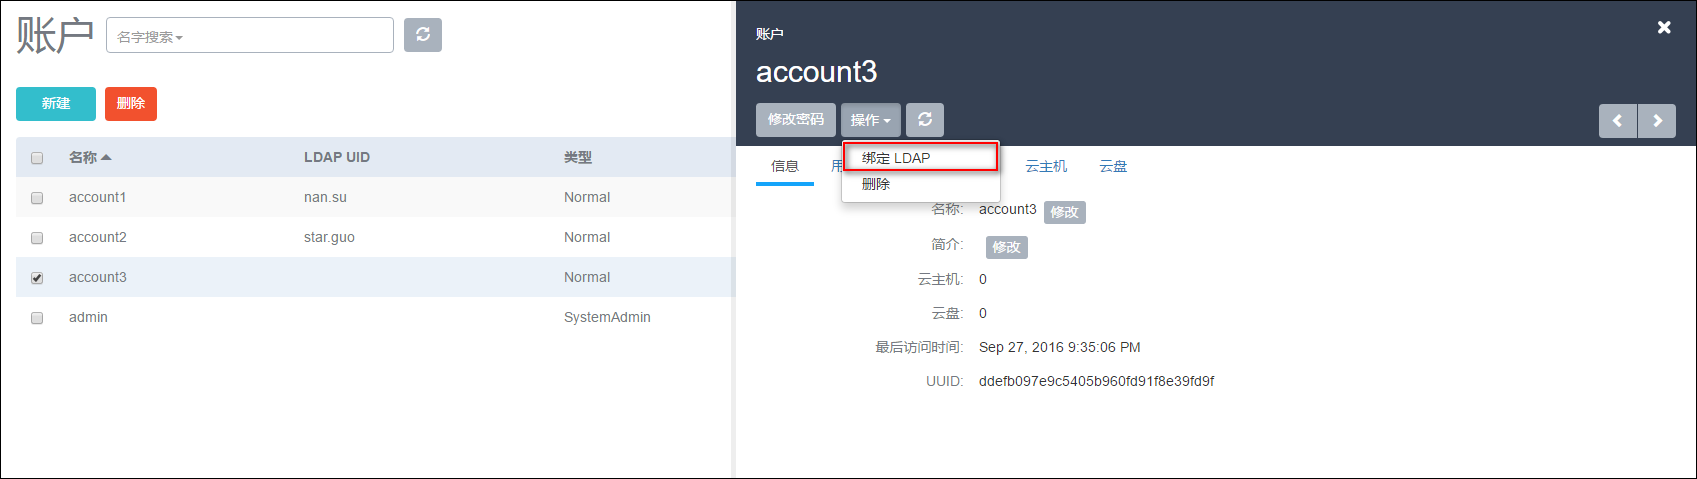 账户
名字搜索
新建
删除
名称 LDAP UID 类型
account1 nan.su Normal
account2 star.guo Normal
account3 Normal
admin SystemAdmin
账户
account3
修改密码 操作
绑定 LDAP
删除
信息 用 云主机 云盘
名称: account3 修改
简介: 修改
云主机: 0
云盘: 0
最后访问时间: Sep 27, 2016 9:35:06 PM
UUID: ddefb097e9c5405b960fd91f8e39fd9f